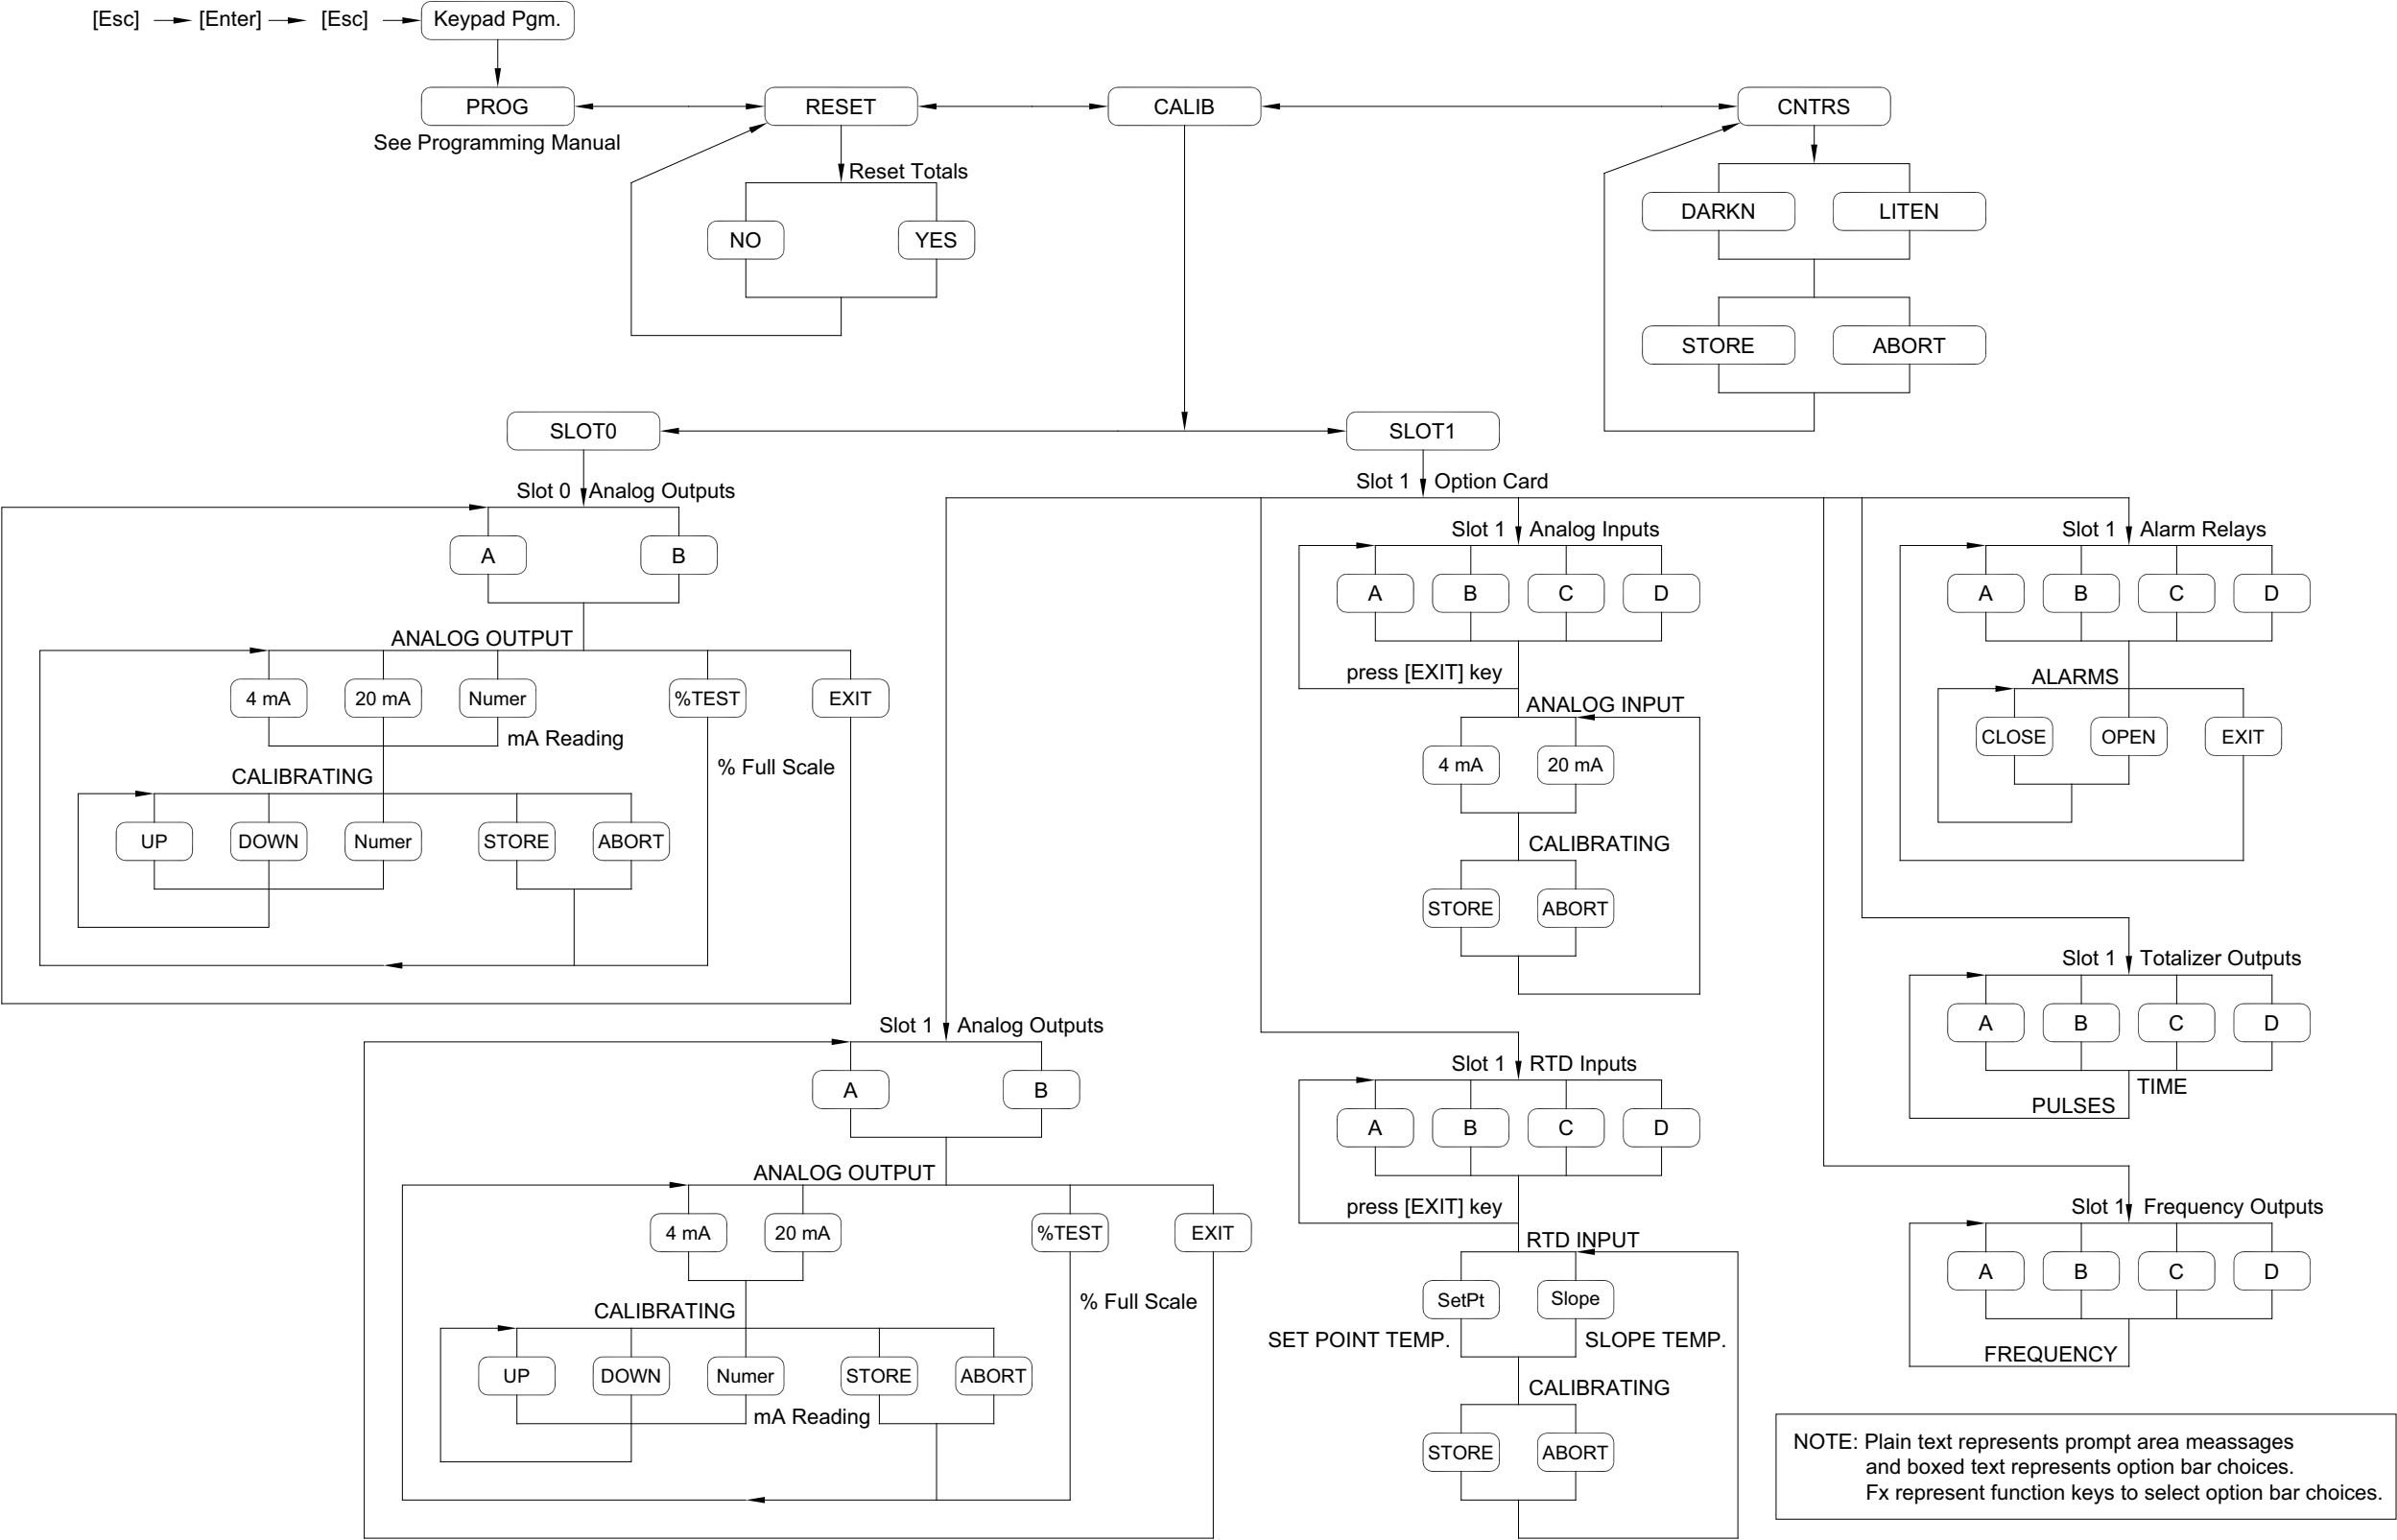 [Esc] [Enter] [Esc] Keypad Pgm.
PROG RESET CALIB CNTRS
See Programming Manual
Reset Totals
NO YES
DARKN LITEN
STORE ABORT
SLOT0 SLOT1
Slot 0 Analog Outputs
A B
ANALOG OUTPUT
4 mA 20 mA Numer %TEST EXIT
mA Reading
% Full Scale
CALIBRATING
UP DOWN Numer STORE ABORT
Slot 1 Option Card
Slot 1 Analog Outputs
A B
ANALOG OUTPUT
4 mA 20 mA %TEST EXIT
% Full Scale
CALIBRATING
UP DOWN Numer STORE ABORT
mA Reading
Slot 1 Analog Inputs
A B C D
press [EXIT] key
ANALOG INPUT
4 mA 20 mA
CALIBRATING
STORE ABORT
Slot 1 RTD Inputs
A B C D
press [EXIT] key
RTD INPUT
SetPt Slope
SET POINT TEMP. SLOPE TEMP.
CALIBRATING
STORE ABORT
Slot 1 Alarm Relays
A B C D
ALARMS
CLOSE OPEN EXIT
Slot 1 Totalizer Outputs
A B C D
TIME
PULSES
Slot 1 Frequency Outputs
A B C D
FREQUENCY
NOTE: Plain text represents prompt area meassages
and boxed text represents option bar choices.
Fx represent function keys to select option bar choices.